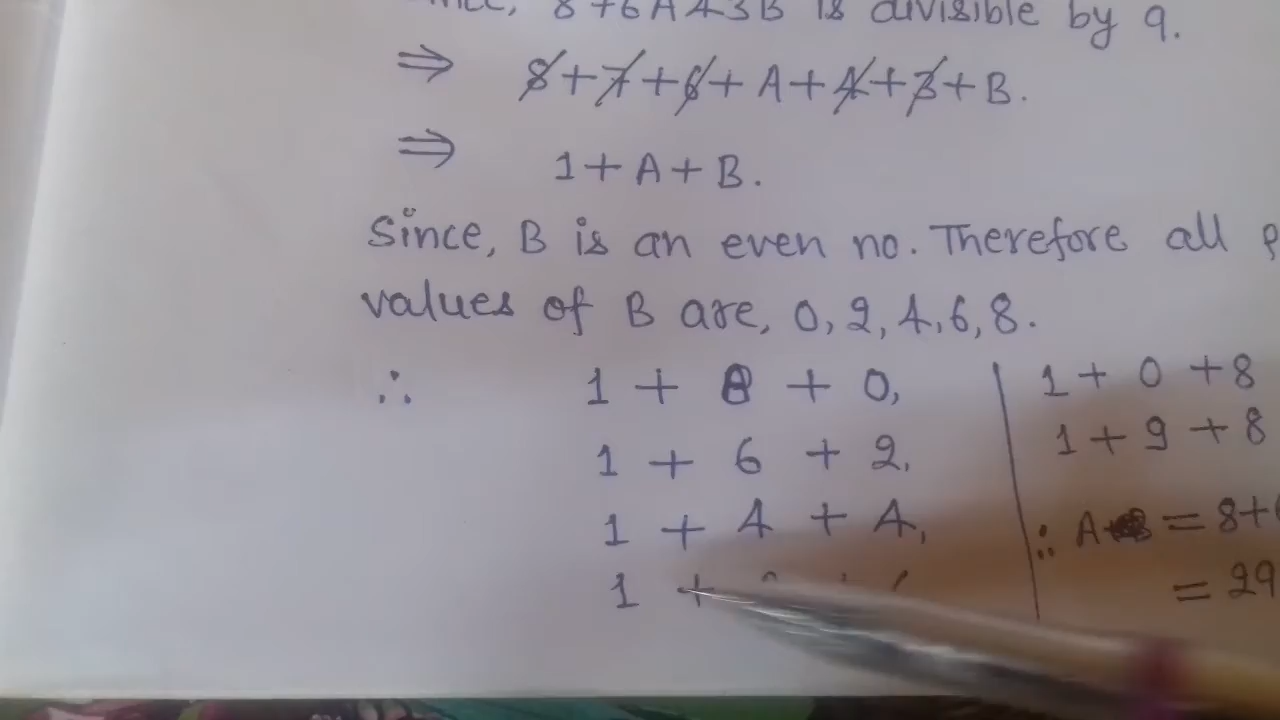 8+6A43B is divisible by 9.
⇒ 8+7+6+A+4+3+B.
⇒ 1+A+B.
Since, B is an even no. Therefore all
values of B are, 0, 2, 4, 6, 8.
∴ 1 + 8 + 0,
1 + 6 + 2,
1 + 4 + 4,
1 +
1 + 0 + 8
1 + 9 + 8
∴ A = 8+
= 29